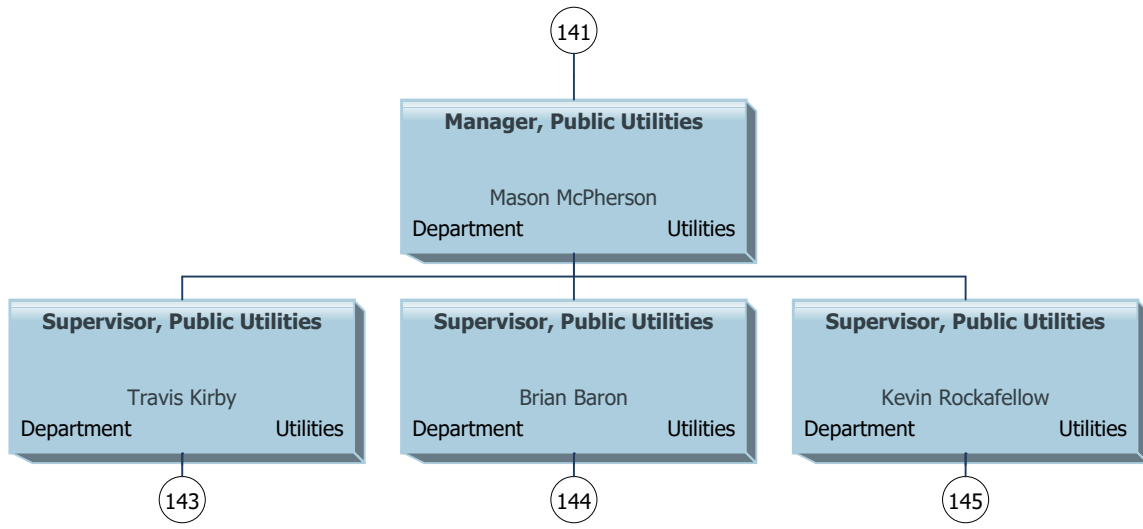 141
Manager, Public Utilities
Mason McPherson
Department Utilities
Supervisor, Public Utilities
Travis Kirby
Department Utilities
143
Supervisor, Public Utilities
Brian Baron
Department Utilities
144
Supervisor, Public Utilities
Kevin Rockafellow
Department Utilities
145